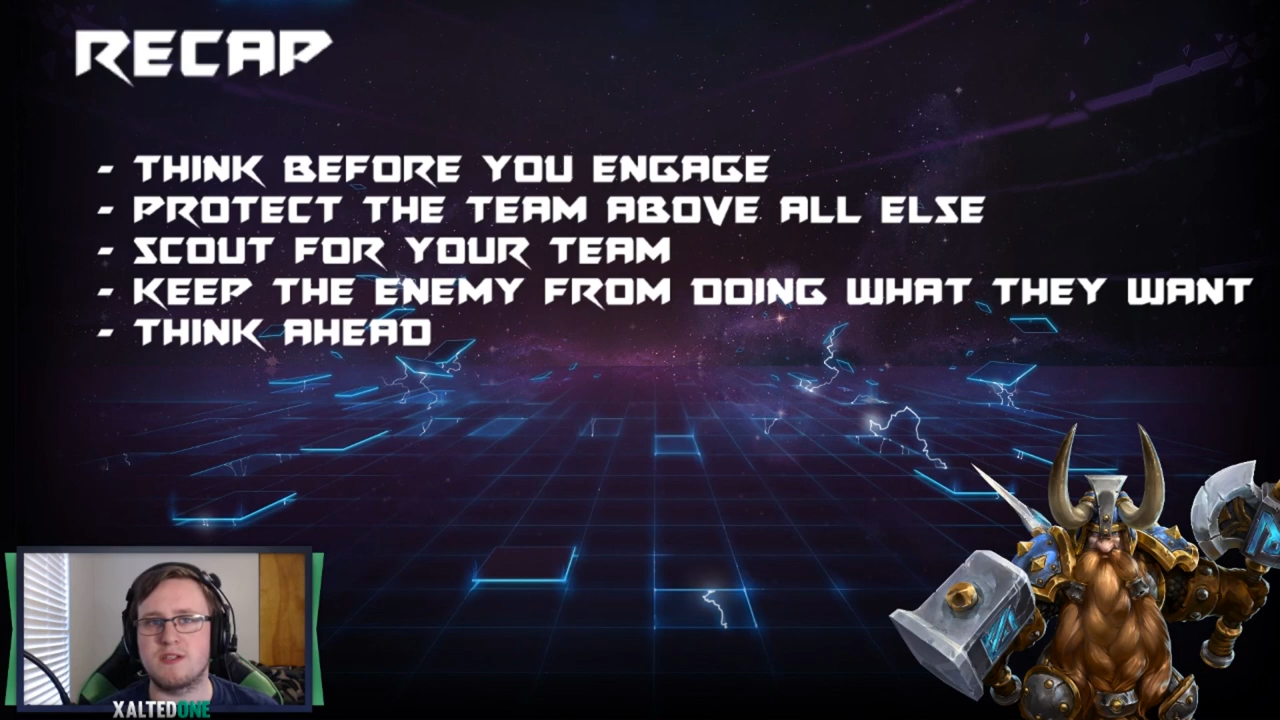 RECAP
- THINK BEFORE YOU ENGAGE
- PROTECT THE TEAM ABOVE ALL ELSE
- SCOUT FOR YOUR TEAM
- KEEP THE ENEMY FROM DOING WHAT THEY WANT
- THINK AHEAD
XALTEDONE